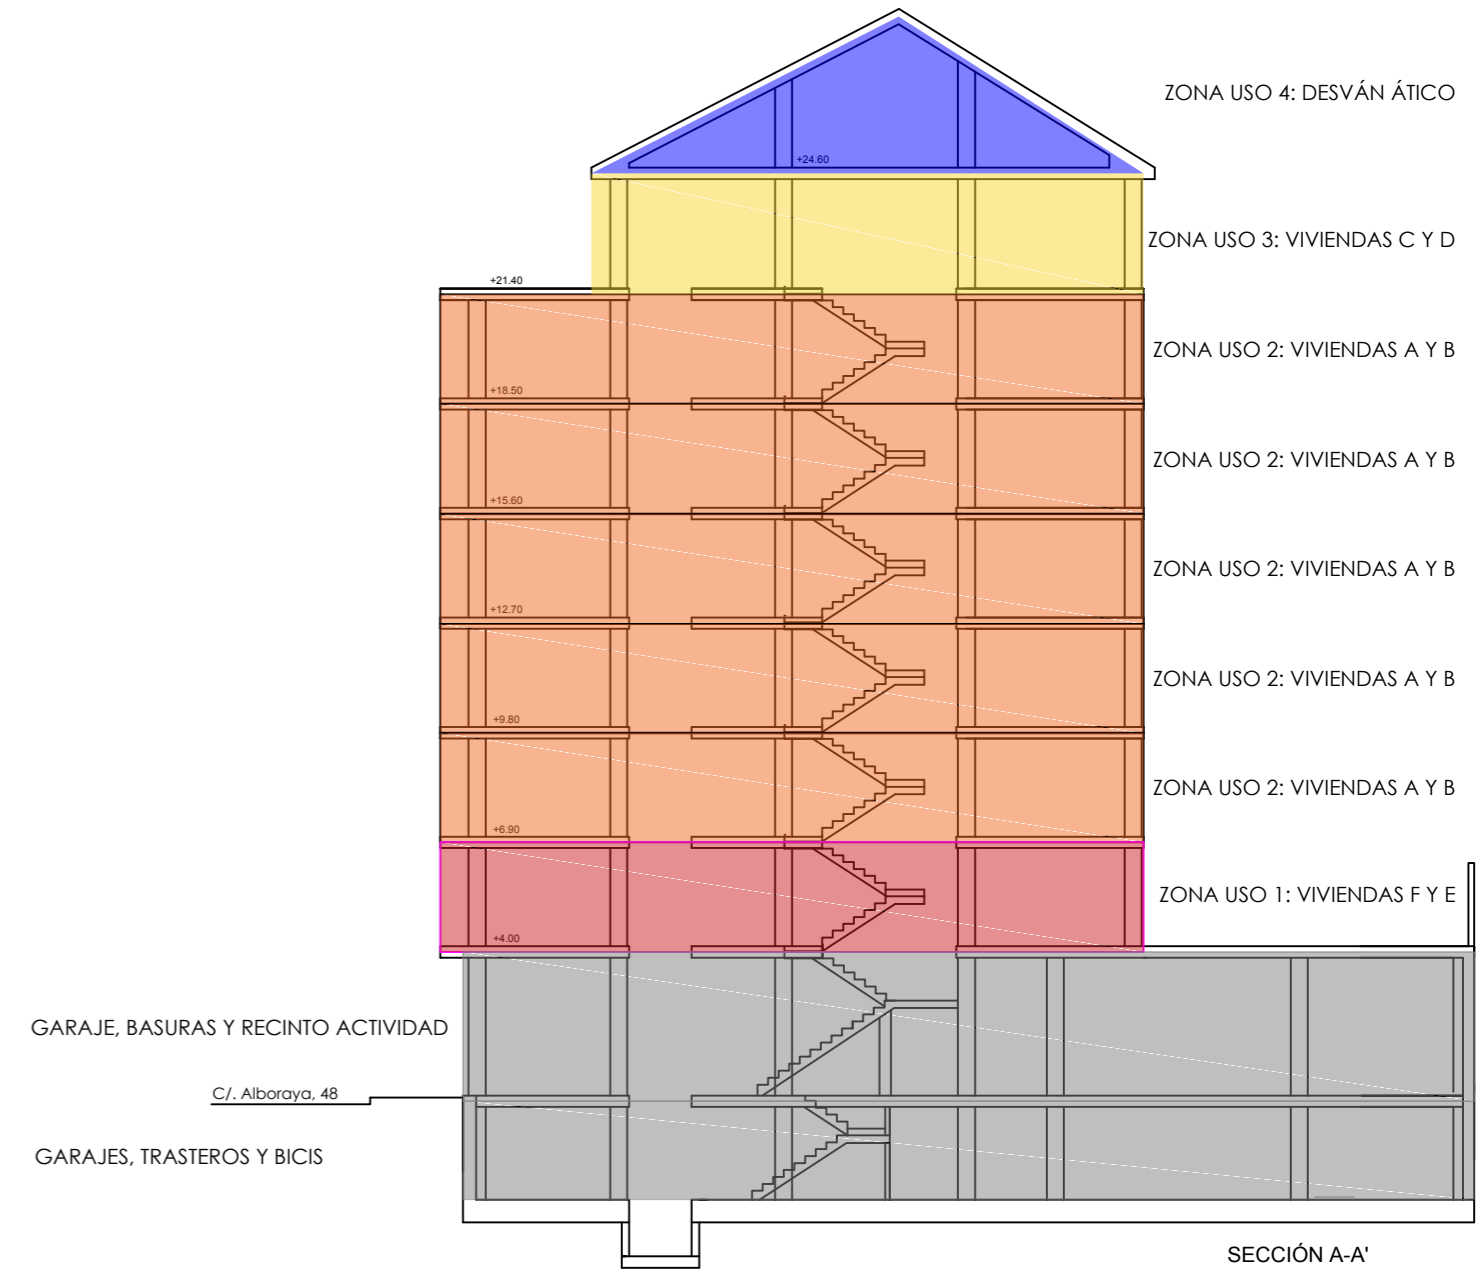 ZONA USO 4: DESVÁN ÁTICO
+24.60
ZONA USO 3: VIVIENDAS C Y D
+21.40
ZONA USO 2: VIVIENDAS A Y B
+18.50
ZONA USO 2: VIVIENDAS A Y B
+15.60
ZONA USO 2: VIVIENDAS A Y B
+12.70
ZONA USO 2: VIVIENDAS A Y B
+9.80
ZONA USO 2: VIVIENDAS A Y B
+6.90
ZONA USO 1: VIVIENDAS F Y E
+4.00
GARAJE, BASURAS Y RECINTO ACTIVIDAD
C/. Alboraya, 48
GARAJES, TRASTEROS Y BICIS
SECCIÓN A-A'